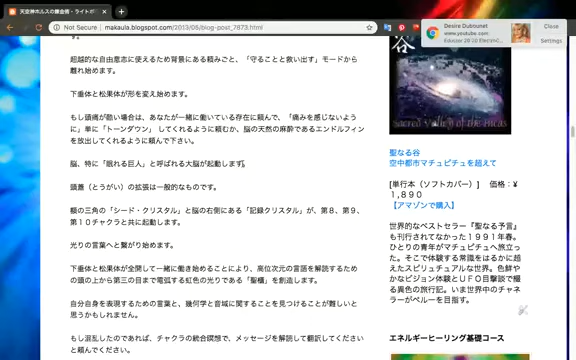 天空神ホルスの錬金術・ライトボ
Not Secure
makaula.blogspot.com/2013/05/blog-post_7873.html
Desire Dubounet
www.youtube.com
Close
Settings
す。
超越的な自由意志に使えるため背景にある頼みごと、「守ることと救い出す」モードから
離れ始めます。
下垂体と松果体が形を変え始めます。
もし頭痛が酷い場合は、あなたが一緒に働いている存在に頼んで、「痛みを感じないよう
に」単に「トーンダウン」 してくれるように頼むか、脳の天然の麻酔であるエンドルフィン
を放出してくれるように頼んで下さい。
脳、特に「眠れる巨人」と呼ばれる大脳が起動します。
頭蓋（とうがい）の拡張は一般的なものです。
額の三角の「シード・クリスタル」と脳の右側にある「記録クリスタル」が、第８、第９、
第１０チャクラと共に起動します。
光りの言葉へと繋がり始めます。
下垂体と松果体が全開して一緒に働き始めることにより、高位次元の言語を解読するため
の頭の上から第三の目まで電弧する虹色の光りである「聖櫃」を創造します。
自分自身を表現するための言葉と、幾何学と音域に関することを見つけることが難しいと
思うかもしれません。
もし混乱したのであれば、チャクラの統合瞑想で、メッセージを解読して翻訳してください
と頼んでください。
谷
Sacred Valley of the Incas
聖なる谷
空中都市マチュピチュを超えて
[単行本（ソフトカバー）] 価格：￥
１,８９０
【アマゾンで購入】
世界的なベストセラー『聖なる予言』
も刊行されてなかった１９９１年春。
ひとりの青年がマチュピチュへ旅立っ
た。そこで体験する常識をはるかに超
えたスピリチュアルな世界。色鮮や
かなビジョン体験とＵＦＯ目撃談で綴
る異色の旅行記。いま世界中のチャネ
ラーがペルーを目指す。
エネルギーヒーリング基礎コース